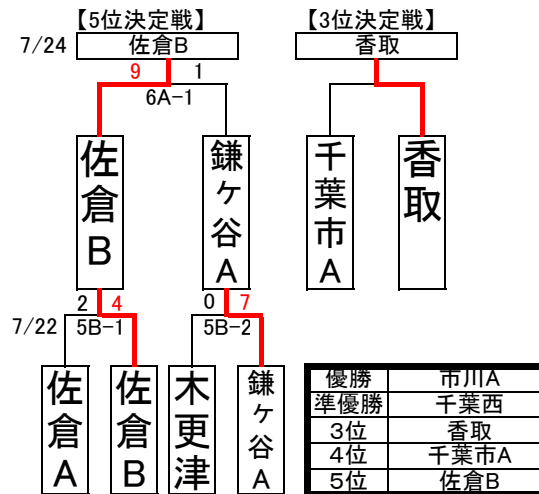 【5位決定戦】 【3位決定戦】
7/24 佐倉B 香取
9 1
6A-1
佐倉B
鎌ヶ谷A
千葉市A
香取
2 4 0 7
7/22 5B-1 5B-2
佐倉A
佐倉B
木更津
鎌ヶ谷A
優勝 市川A
準優勝 千葉西
3位 香取
4位 千葉市A
5位 佐倉B